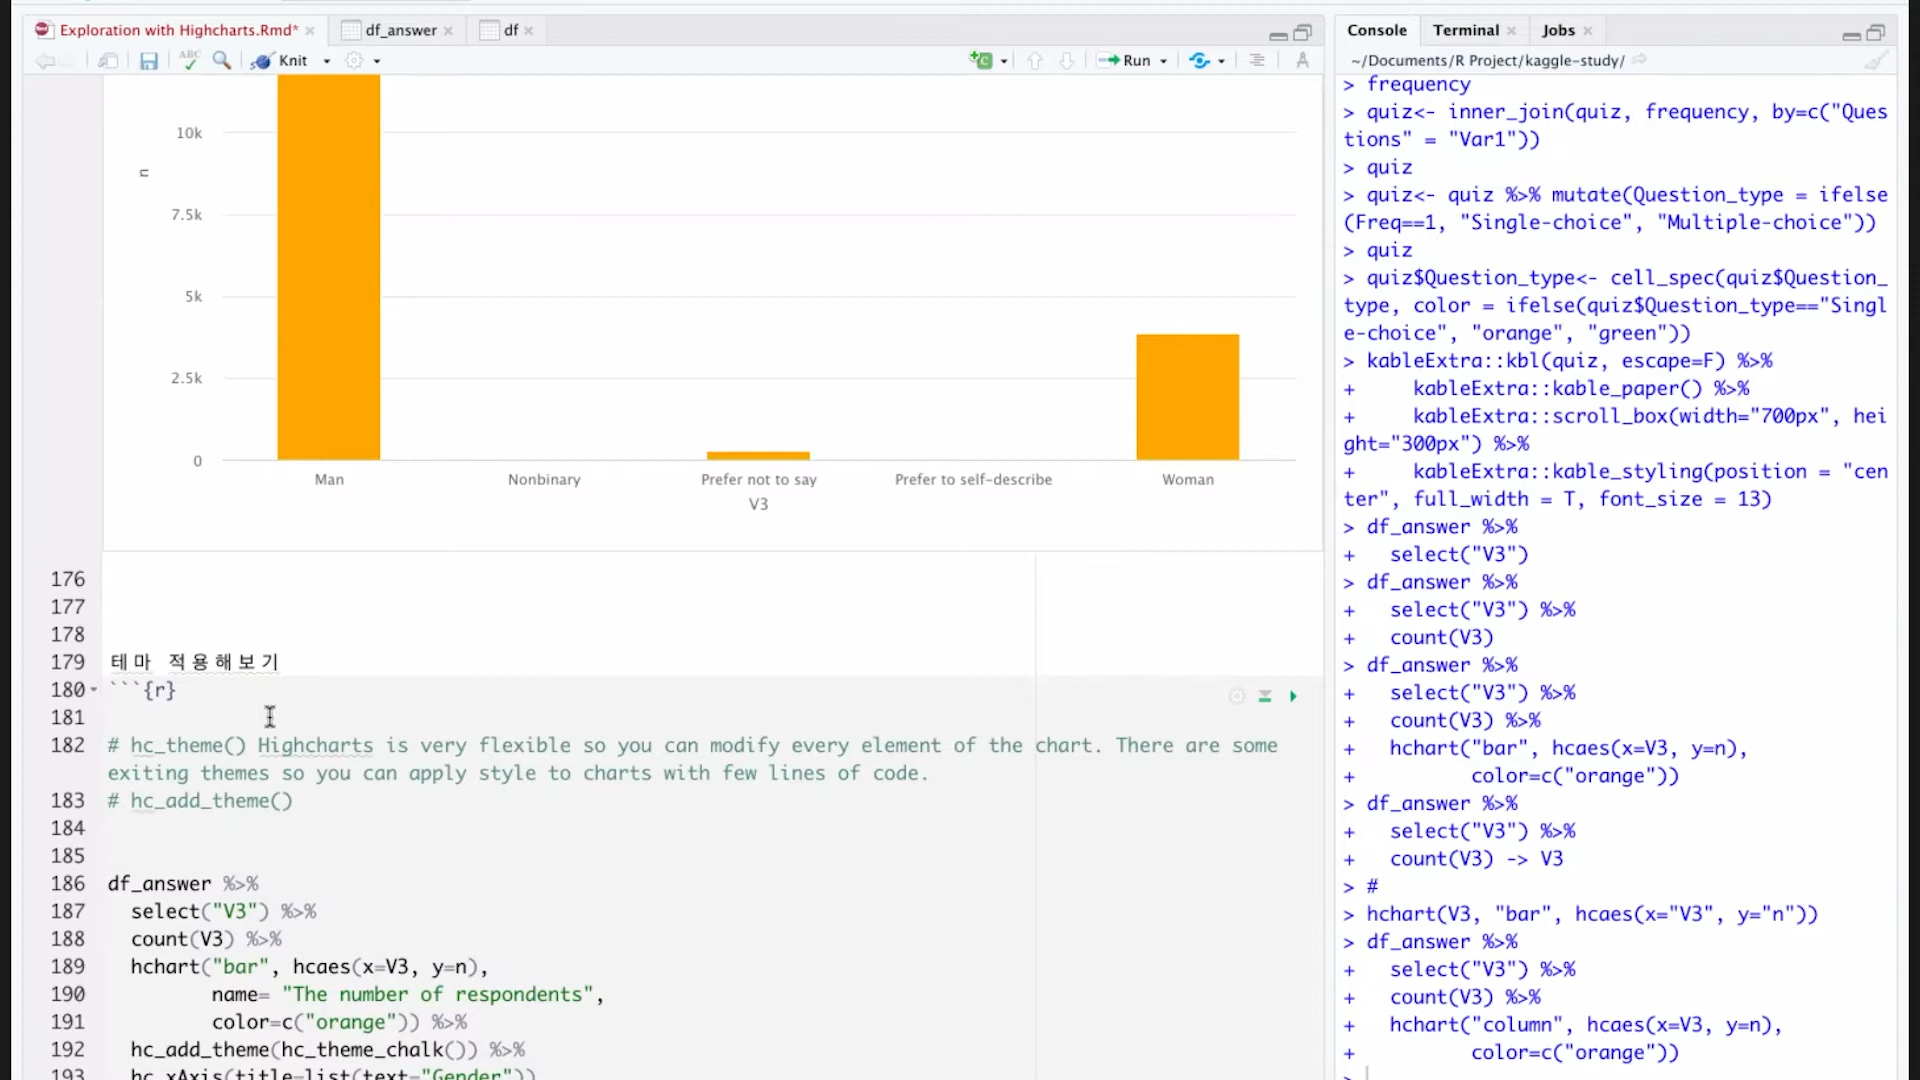 Exploration with Highcharts.Rmd*
df_answer
df
ABC
Knit
Run
10k
n
7.5k
5k
2.5k
0
Man
Nonbinary
Prefer not to say
Prefer to self-describe
Woman
V3
176
177
178
179 테마 적용해보기
180 ```{r}
181
182 # hc_theme() Highcharts is very flexible so you can modify every element of the chart. There are some
exiting themes so you can apply style to charts with few lines of code.
183 # hc_add_theme()
184
185
186 df_answer %>%
187 select("V3") %>%
188 count(V3) %>%
189 hchart("bar", hcaes(x=V3, y=n),
190 name= "The number of respondents",
191 color=c("orange")) %>%
192 hc_add_theme(hc_theme_chalk()) %>%
193 hc_xAxis(title=list(text="Gender"))
Console
Terminal
Jobs
~/Documents/R Project/kaggle-study/
> frequency
> quiz<- inner_join(quiz, frequency, by=c("Ques
tions" = "Var1"))
> quiz
> quiz<- quiz %>% mutate(Question_type = ifelse
(Freq==1, "Single-choice", "Multiple-choice"))
> quiz
> quiz$Question_type<- cell_spec(quiz$Question_
type, color = ifelse(quiz$Question_type=="Singl
e-choice", "orange", "green"))
> kableExtra::kbl(quiz, escape=F) %>%
+ kableExtra::kable_paper() %>%
+ kableExtra::scroll_box(width="700px", hei
ght="300px") %>%
+ kableExtra::kable_styling(position = "cen
ter", full_width = T, font_size = 13)
> df_answer %>%
+ select("V3")
> df_answer %>%
+ select("V3") %>%
+ count(V3)
> df_answer %>%
+ select("V3") %>%
+ count(V3) %>%
+ hchart("bar", hcaes(x=V3, y=n),
+ color=c("orange"))
> df_answer %>%
+ select("V3") %>%
+ count(V3) -> V3
> #
> hchart(V3, "bar", hcaes(x="V3", y="n"))
> df_answer %>%
+ select("V3") %>%
+ count(V3) %>%
+ hchart("column", hcaes(x=V3, y=n),
+ color=c("orange"))
>